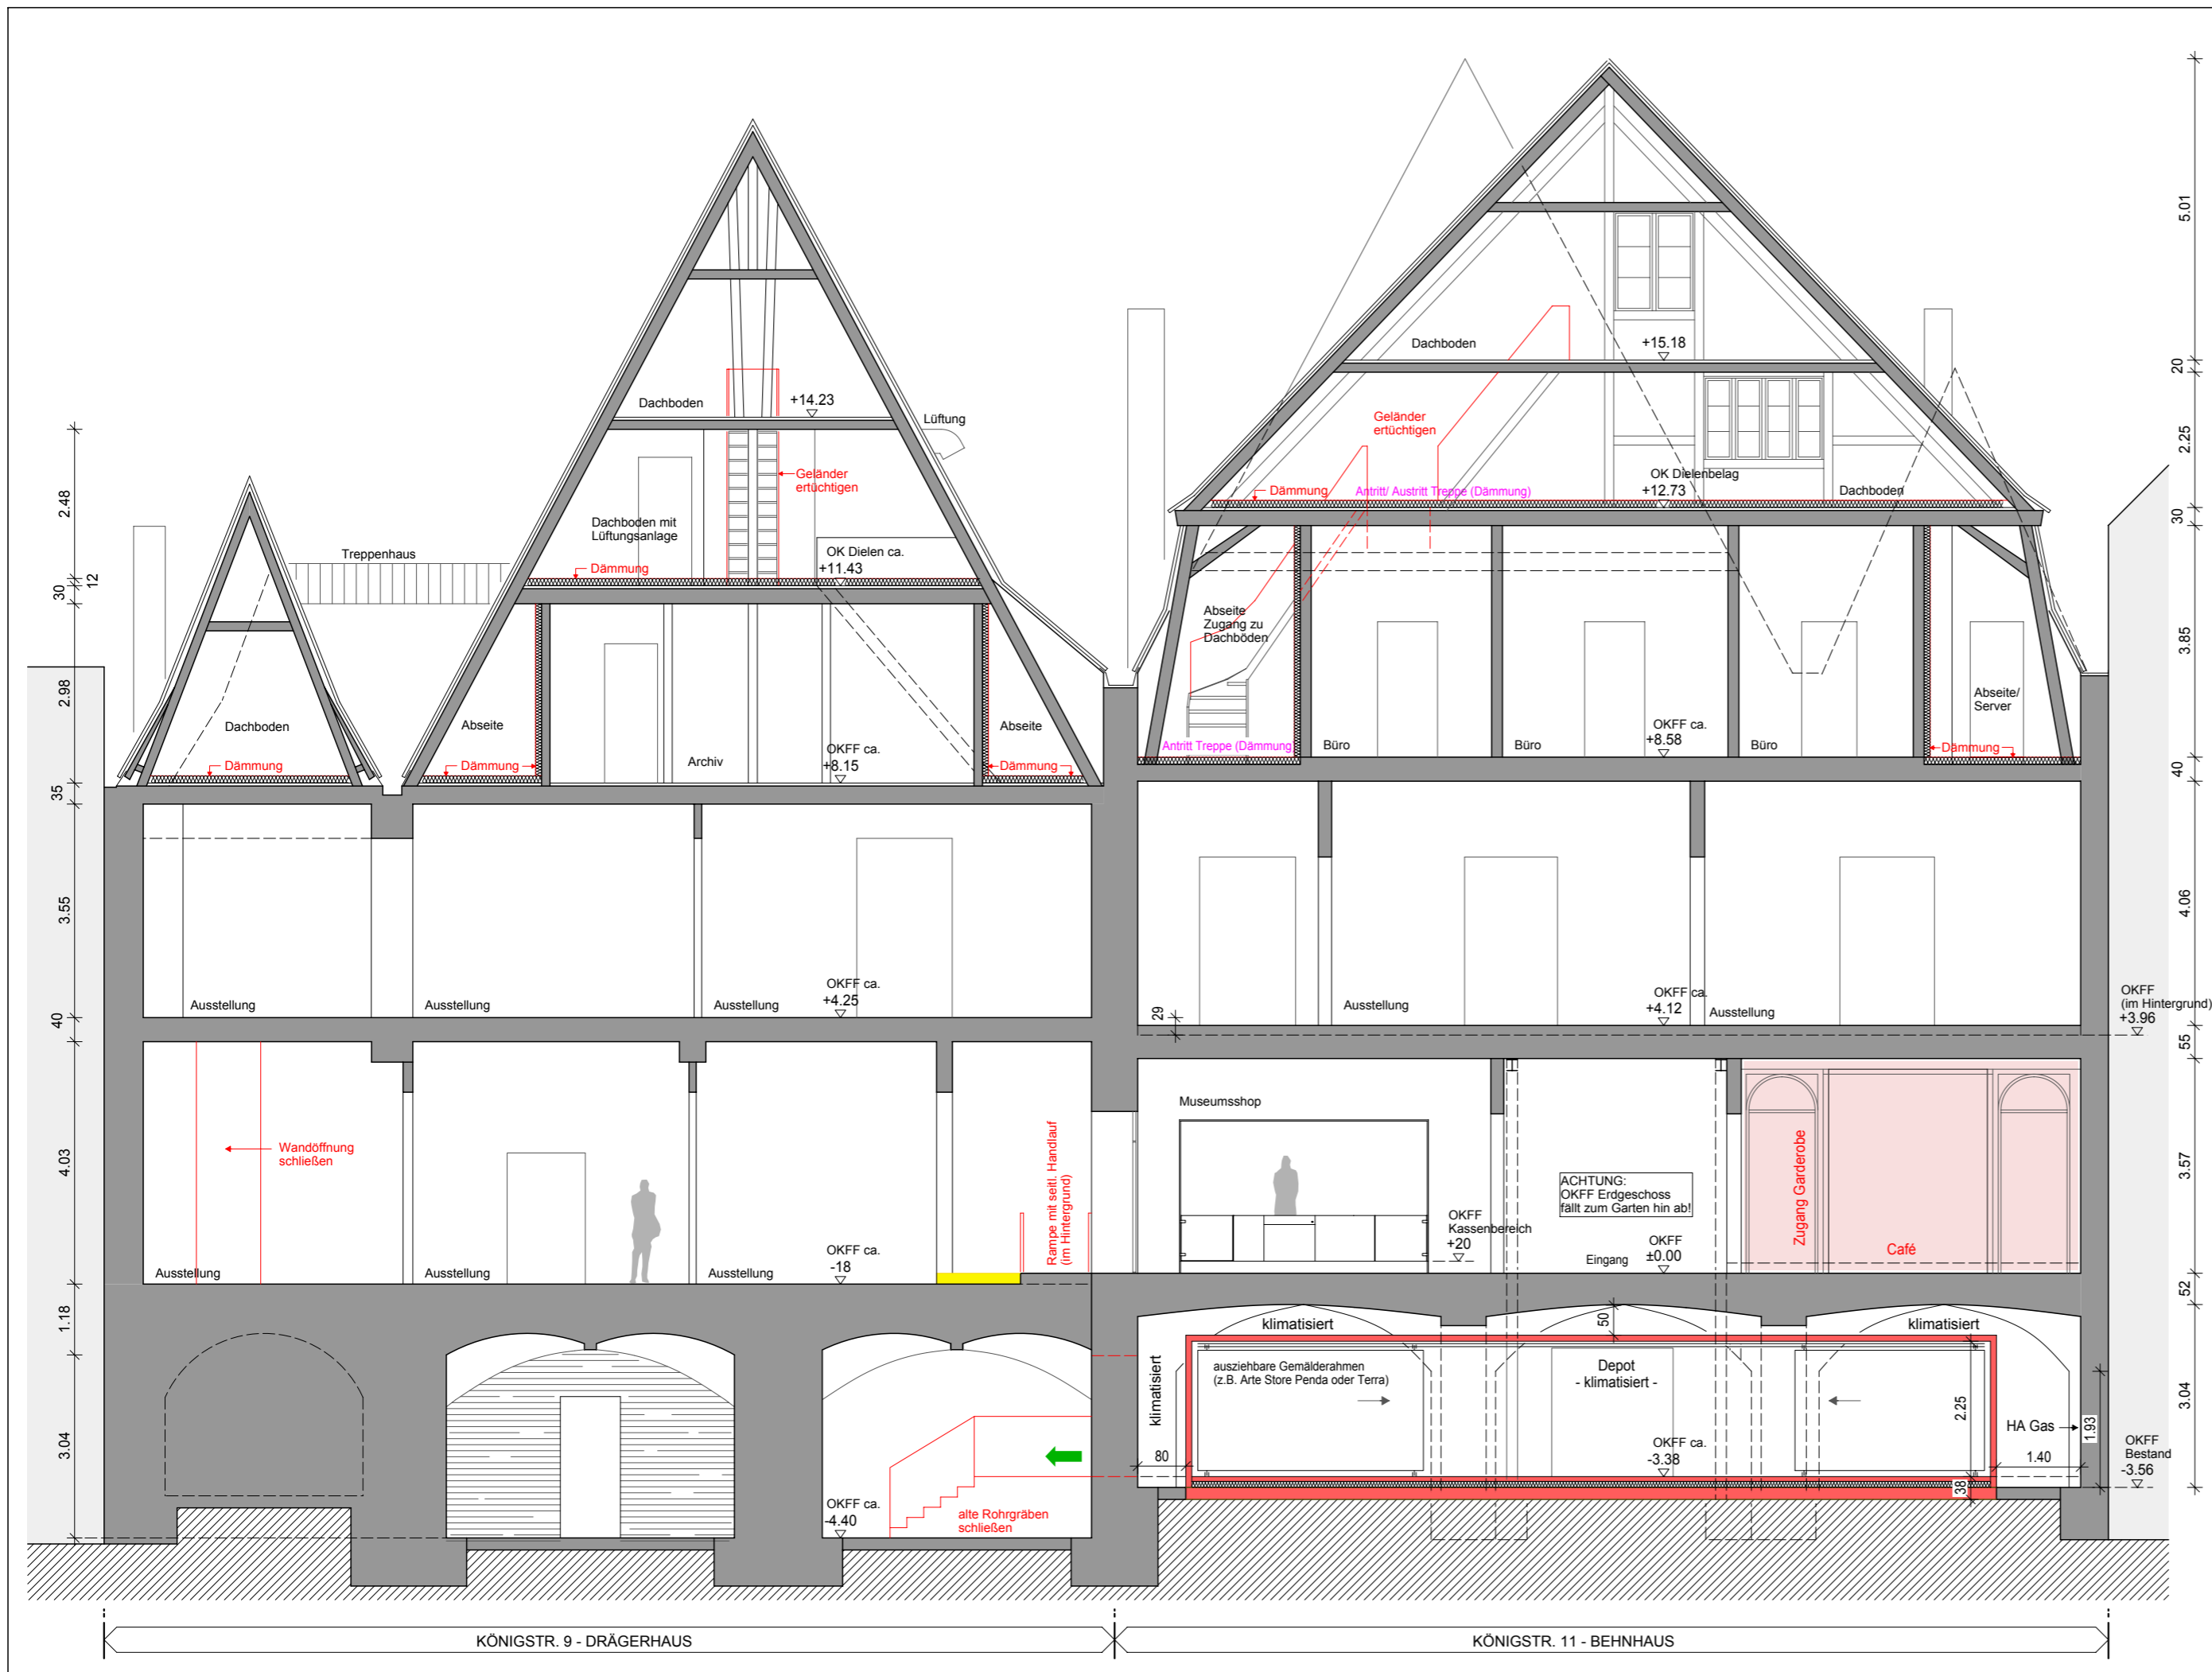 5.01
20
2.25
30
3.85
40
4.06
55
3.57
52
3.04
2.48
12
30
2.98
35
3.55
40
4.03
1.18
3.04
Treppenhaus
Dachboden
Dämmung
Dachboden
+14.23
Lüftung
Geländer
ertüchtigen
Dachboden mit
Lüftungsanlage
Dämmung
OK Dielen ca.
+11.43
Abseite
Dämmung
Archiv
OKFF ca.
+8.15
Abseite
Dämmung
Dachboden
+15.18
Geländer
ertüchtigen
Dämmung
Antritt/ Austritt Treppe (Dämmung)
OK Dielenbelag
+12.73
Dachboden
Abseite
Zugang zu
Dachböden
Antritt Treppe (Dämmung)
Büro
Büro
OKFF ca.
+8.58
Büro
Abseite/
Server
Dämmung
Ausstellung
Ausstellung
Ausstellung
OKFF ca.
+4.25
29
Ausstellung
OKFF ca.
+4.12
Ausstellung
OKFF
(im Hintergrund)
+3.96
Wandöffnung
schließen
Ausstellung
Ausstellung
Ausstellung
OKFF ca.
-18
Rampe mit seitl. Handlauf
(im Hintergrund)
Museumsshop
OKFF
Kassenbereich
+20
ACHTUNG:
OKFF Erdgeschoss
fällt zum Garten hin ab!
Eingang
OKFF
±0.00
Zugang Garderobe
Café
OKFF ca.
-4.40
alte Rohrgräben
schließen
klimatisiert
klimatisiert
50
klimatisiert
ausziehbare Gemälderahmen
(z.B. Arte Store Penda oder Terra)
Depot
- klimatisiert -
2.25
HA Gas
1.93
80
OKFF ca.
-3.38
38
1.40
OKFF
Bestand
-3.56
KÖNIGSTR. 9 - DRÄGERHAUS
KÖNIGSTR. 11 - BEHNHAUS